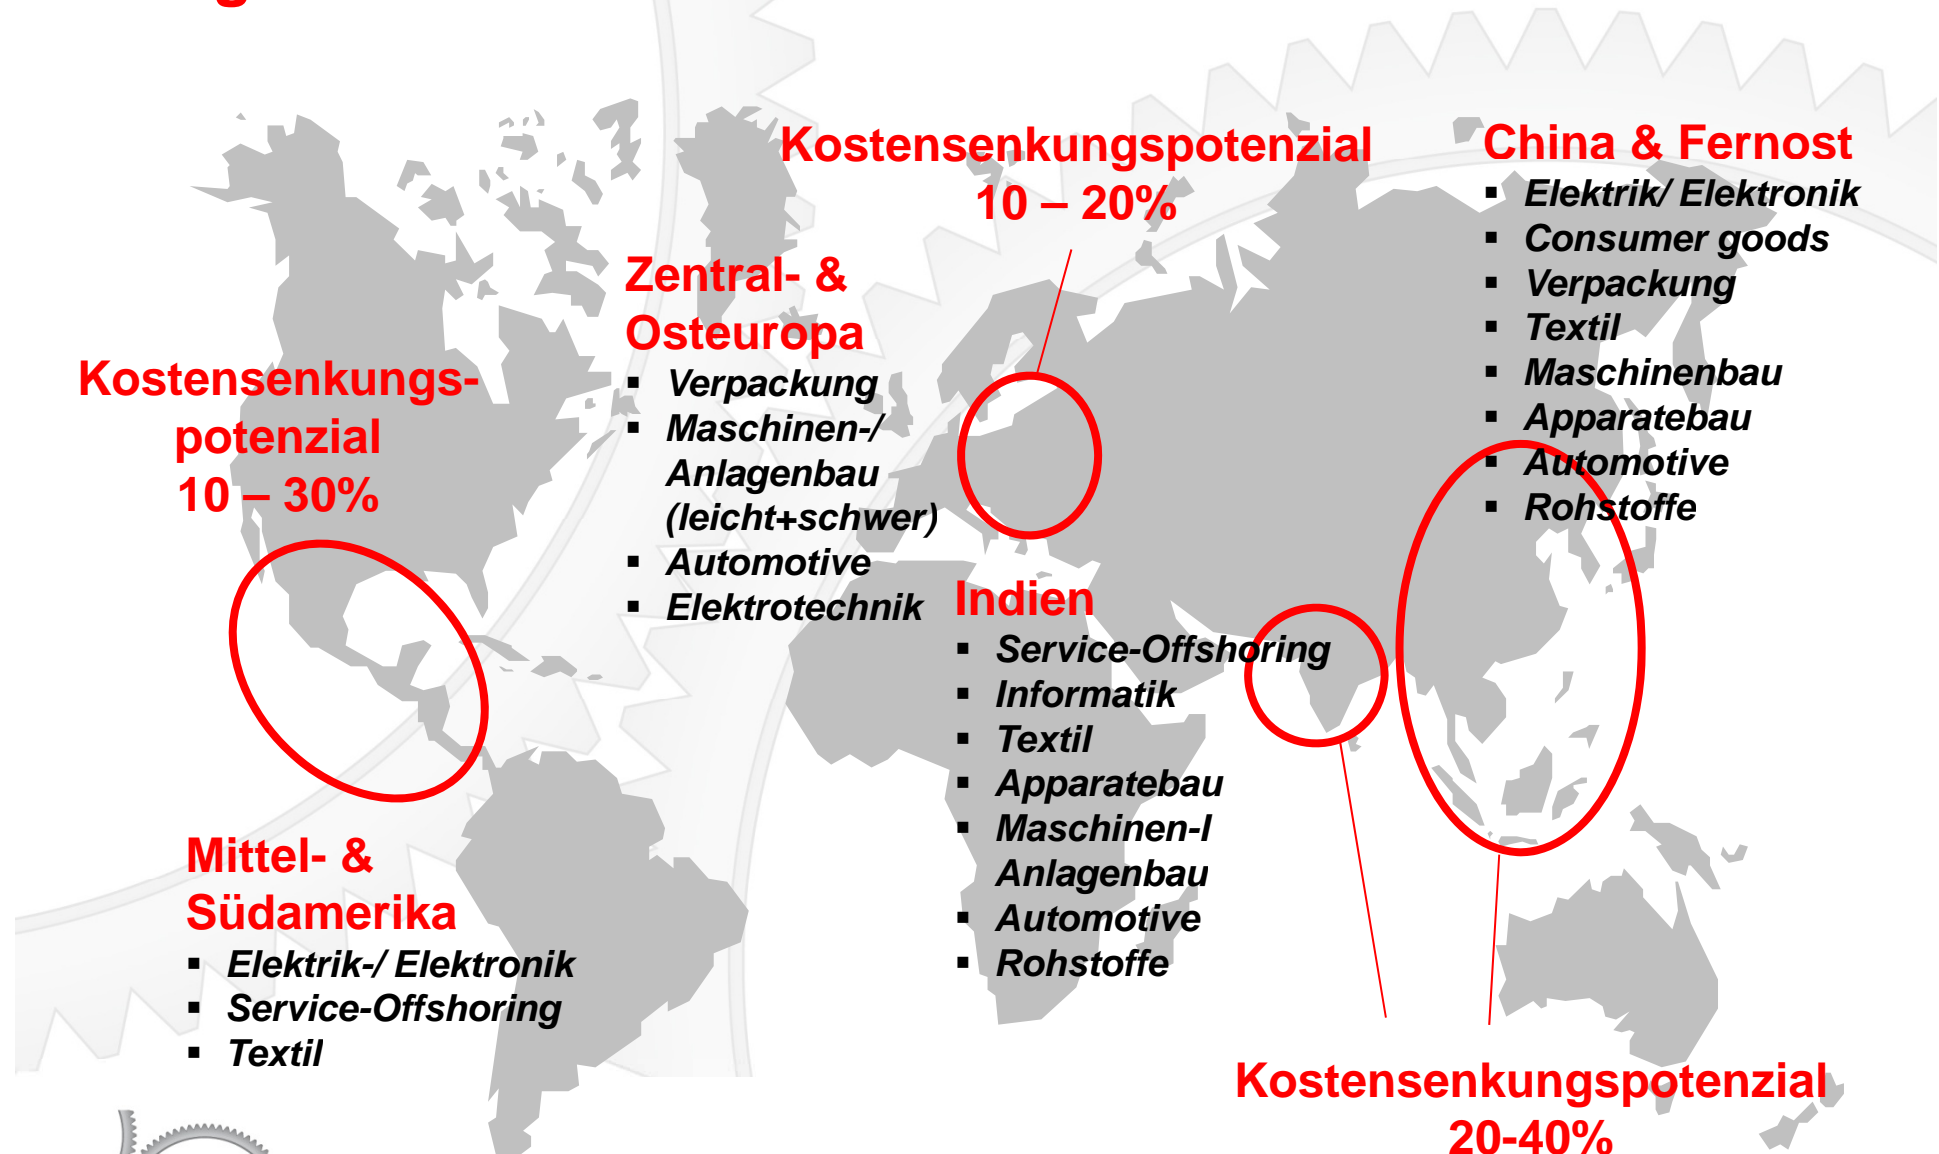 Kostensenkungspotenzial
10 – 20%
China & Fernost
▪ Elektrik/ Elektronik
▪ Consumer goods
▪ Verpackung
▪ Textil
▪ Maschinenbau
▪ Apparatebau
▪ Automotive
▪ Rohstoffe
Zentral- &
Osteuropa
▪ Verpackung
▪ Maschinen-/
Anlagenbau
(leicht+schwer)
▪ Automotive
▪ Elektrotechnik
Kostensenkungs-
potenzial
10 – 30%
Indien
▪ Service-Offshoring
▪ Informatik
▪ Textil
▪ Apparatebau
▪ Maschinen-I
Anlagenbau
▪ Automotive
▪ Rohstoffe
Mittel- &
Südamerika
▪ Elektrik-/ Elektronik
▪ Service-Offshoring
▪ Textil
Kostensenkungspotenzial
20-40%